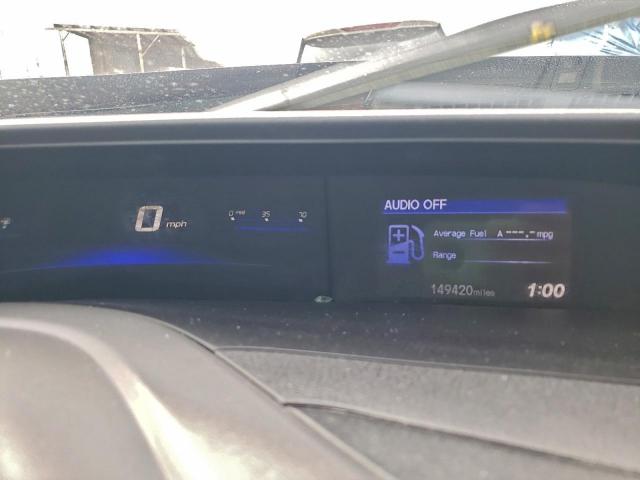 AUDIO OFF
0 mph
0 mpg 35 70
Average Fuel A ---.- mpg
Range
149420 miles 1:00